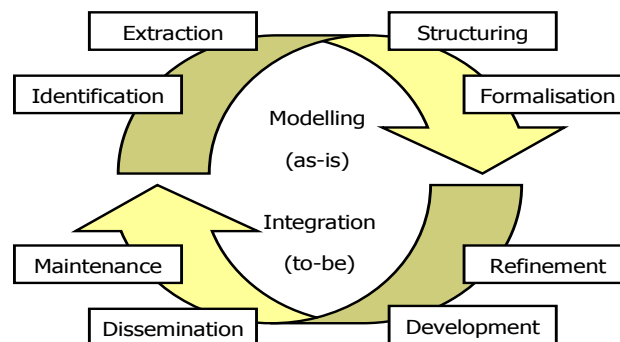 Extraction
Structuring
Identification
Formalisation
Modelling
(as-is)
Integration
(to-be)
Maintenance
Refinement
Dissemination
Development